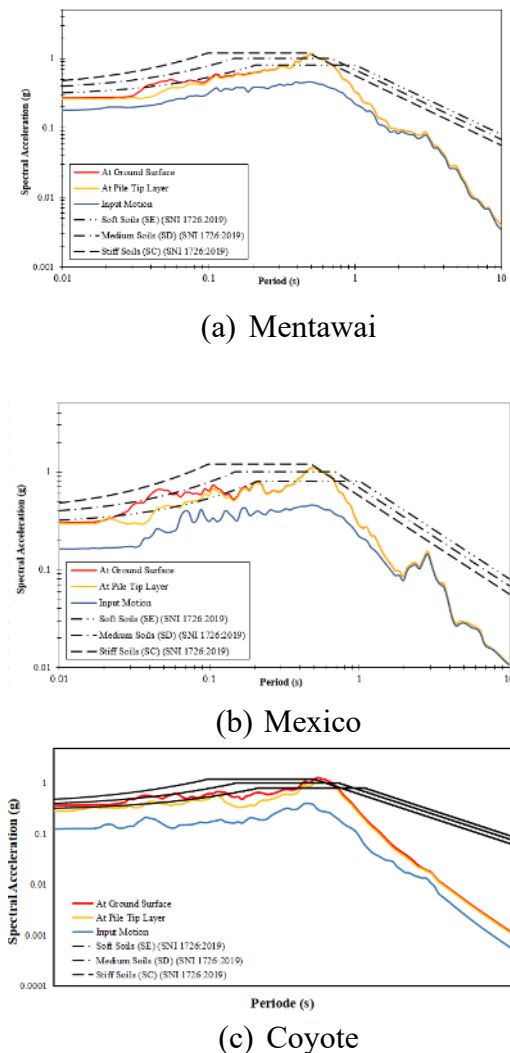 1
0.1
0.01
0.001
Spectral Acceleration (g)
At Ground Surface
At Pile Tip Layer
Input Motion
Soft Soils (SE) (SNI 1726:2019)
Medium Soils (SD) (SNI 1726:2019)
Stiff Soils (SC) (SNI 1726:2019)
0.01 0.1 1 10
Period (s)
(a) Mentawai
1
0.1
0.01
Spectral Acceleration (g)
At Ground Surface
At Pile Tip Layer
Input Motion
Soft Soils (SE) (SNI 1726:2019)
Medium Soils (SD) (SNI 1726:2019)
Stiff Soils (SC) (SNI 1726:2019)
0.01 0.1 1 10
Period (s)
(b) Mexico
1
0.1
0.01
0.001
0.0001
Spectral Acceleration (g)
At Ground Surface
At Pile Tip Layer
Input Motion
Soft Soils (SE) (SNI 1726:2019)
Medium Soils (SD) (SNI 1726:2019)
Stiff Soils (SC) (SNI 1726:2019)
Periode (s)
(c) Coyote